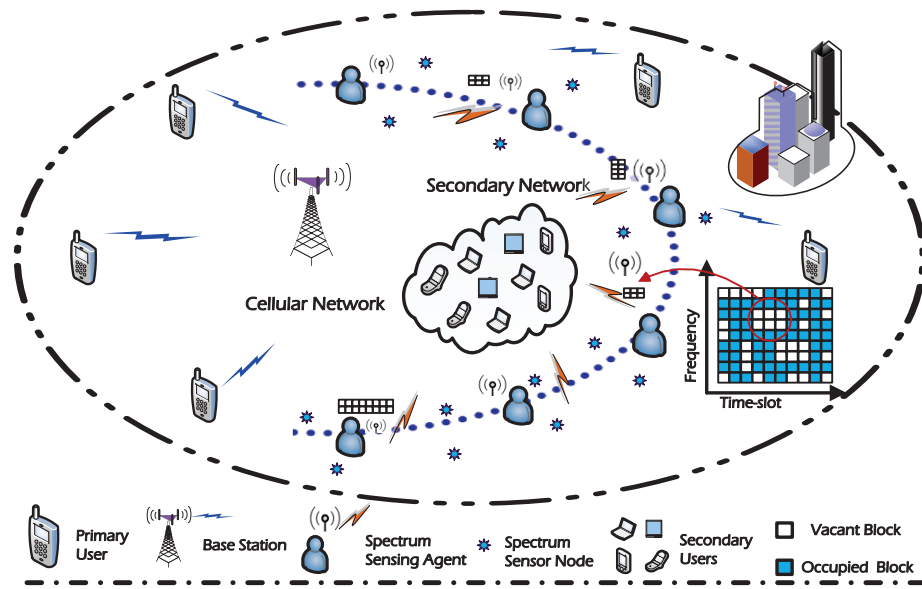 Secondary Network
Cellular Network
Frequency
Time-slot
Primary
User
Base Station
Spectrum
Sensing Agent
Spectrum
Sensor Node
Secondary
Users
Vacant Block
Occupied Block